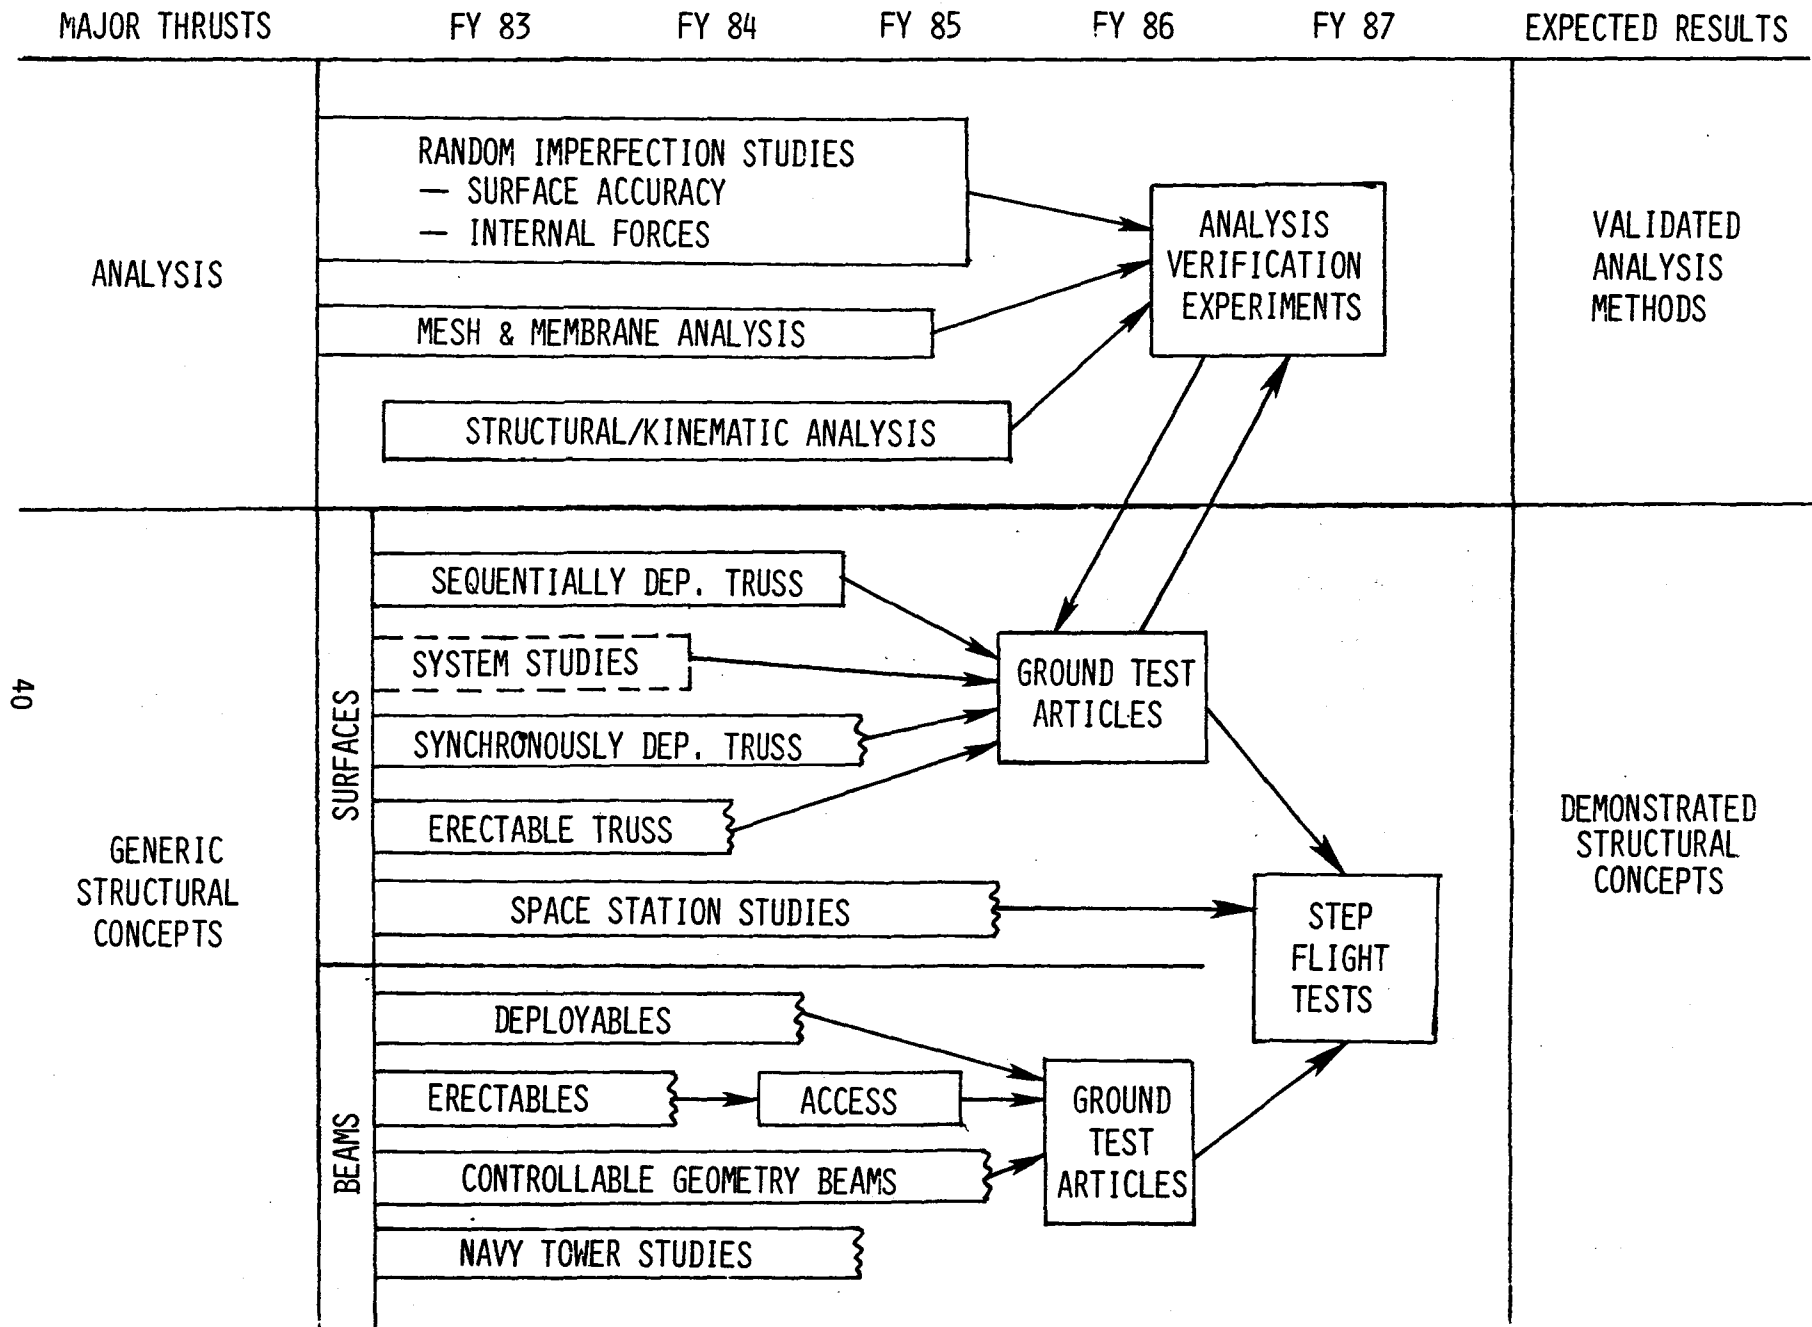 MAJOR THRUSTS FY 83 FY 84 FY 85 FY 86 FY 87 EXPECTED RESULTS
ANALYSIS
RANDOM IMPERFECTION STUDIES
— SURFACE ACCURACY
— INTERNAL FORCES
MESH & MEMBRANE ANALYSIS
STRUCTURAL/KINEMATIC ANALYSIS
ANALYSIS
VERIFICATION
EXPERIMENTS
VALIDATED
ANALYSIS
METHODS
GENERIC
STRUCTURAL
CONCEPTS
SURFACES
SEQUENTIALLY DEP. TRUSS
SYSTEM STUDIES
SYNCHRONOUSLY DEP. TRUSS
ERECTABLE TRUSS
SPACE STATION STUDIES
GROUND TEST
ARTICLES
BEAMS
DEPLOYABLES
ERECTABLES
ACCESS
CONTROLLABLE GEOMETRY BEAMS
NAVY TOWER STUDIES
GROUND
TEST
ARTICLES
STEP
FLIGHT
TESTS
DEMONSTRATED
STRUCTURAL
CONCEPTS
40